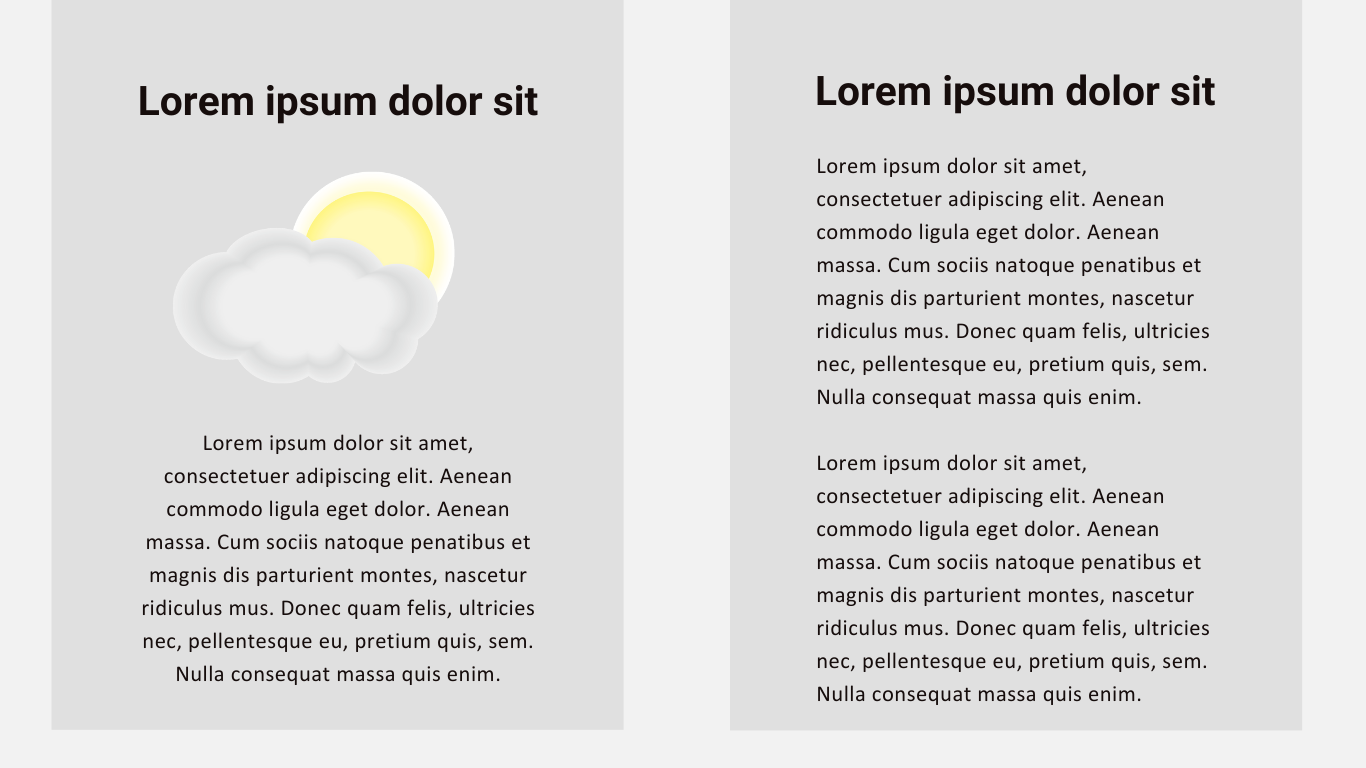 Lorem ipsum dolor sit
Lorem ipsum dolor sit amet,
consectetuer adipiscing elit. Aenean
commodo ligula eget dolor. Aenean
massa. Cum sociis natoque penatibus et
magnis dis parturient montes, nascetur
ridiculus mus. Donec quam felis, ultricies
nec, pellentesque eu, pretium quis, sem.
Nulla consequat massa quis enim.
Lorem ipsum dolor sit
Lorem ipsum dolor sit amet,
consectetuer adipiscing elit. Aenean
commodo ligula eget dolor. Aenean
massa. Cum sociis natoque penatibus et
magnis dis parturient montes, nascetur
ridiculus mus. Donec quam felis, ultricies
nec, pellentesque eu, pretium quis, sem.
Nulla consequat massa quis enim.
Lorem ipsum dolor sit amet,
consectetuer adipiscing elit. Aenean
commodo ligula eget dolor. Aenean
massa. Cum sociis natoque penatibus et
magnis dis parturient montes, nascetur
ridiculus mus. Donec quam felis, ultricies
nec, pellentesque eu, pretium quis, sem.
Nulla consequat massa quis enim.